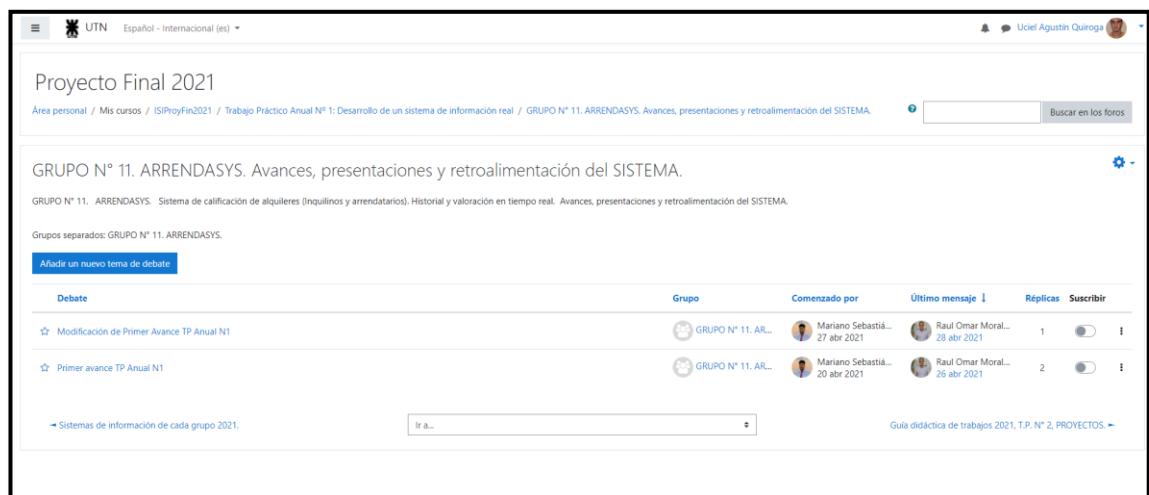 UTN Español - Internacional (es) Uciel Agustín Quiroga
Proyecto Final 2021
Área personal / Mis cursos / ISIProyFin2021 / Trabajo Práctico Anual Nº 1: Desarrollo de un sistema de información real / GRUPO N° 11. ARRENDASYS. Avances, presentaciones y retroalimentación del SISTEMA.
Buscar en los foros
GRUPO N° 11. ARRENDASYS. Avances, presentaciones y retroalimentación del SISTEMA.
GRUPO N° 11. ARRENDASYS. Sistema de calificación de alquileres (Inquilinos y arrendatarios). Historial y valoración en tiempo real. Avances, presentaciones y retroalimentación del SISTEMA.
Grupos separados: GRUPO N° 11. ARRENDASYS.
Añadir un nuevo tema de debate
Debate Grupo Comenzado por Último mensaje ↓ Réplicas Suscribir
Modificación de Primer Avance TP Anual N1 GRUPO N° 11. AR... Mariano Sebastiá... Raul Omar Moral... 1
27 abr 2021 28 abr 2021
Primer avance TP Anual N1 GRUPO N° 11. AR... Mariano Sebastiá... Raul Omar Moral... 2
20 abr 2021 26 abr 2021
◄ Sistemas de información de cada grupo 2021. Ir a... Guía didáctica de trabajos 2021, T.P. N° 2, PROYECTOS. ►